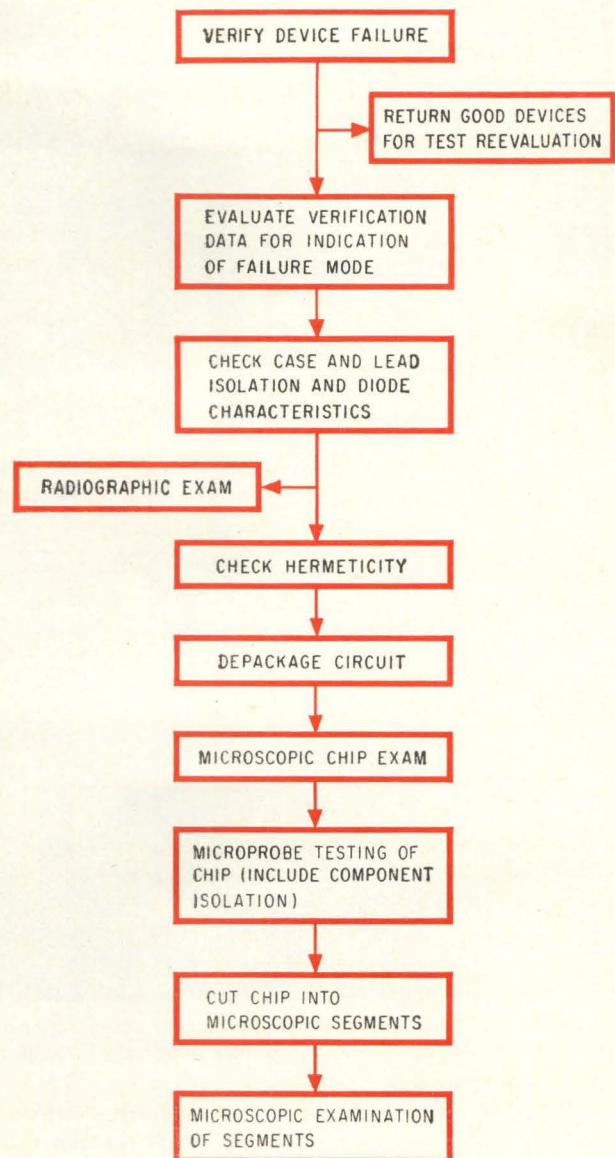 VERIFY DEVICE FAILURE
RETURN GOOD DEVICES
FOR TEST REEVALUATION
EVALUATE VERIFICATION
DATA FOR INDICATION
OF FAILURE MODE
CHECK CASE AND LEAD
ISOLATION AND DIODE
CHARACTERISTICS
RADIOGRAPHIC EXAM
CHECK HERMETICITY
DEPACKAGE CIRCUIT
MICROSCOPIC CHIP EXAM
MICROPROBE TESTING OF
CHIP (INCLUDE COMPONENT
ISOLATION)
CUT CHIP INTO
MICROSCOPIC SEGMENTS
MICROSCOPIC EXAMINATION
OF SEGMENTS